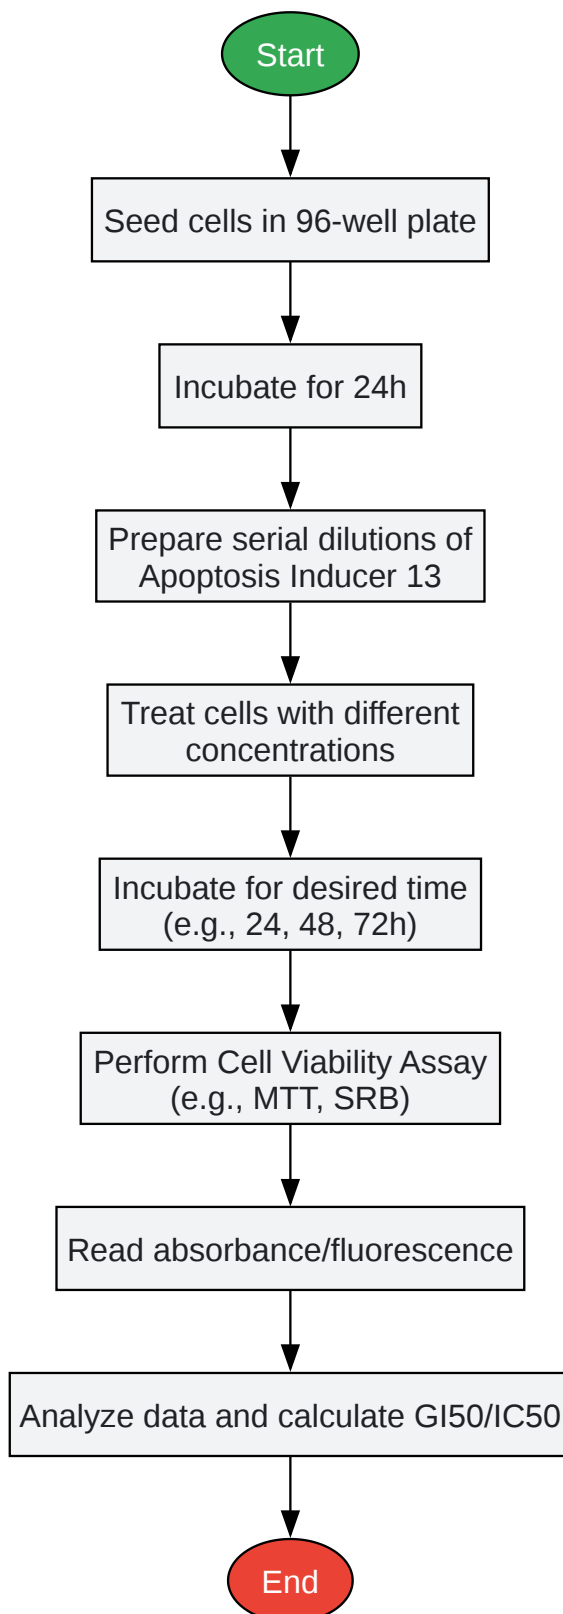 Start
Seed cells in 96-well plate
Incubate for 24h
Prepare serial dilutions of
Apoptosis Inducer 13
Treat cells with different
concentrations
Incubate for desired time
(e.g., 24, 48, 72h)
Perform Cell Viability Assay
(e.g., MTT, SRB)
Read absorbance/fluorescence
Analyze data and calculate GI50/IC50
End